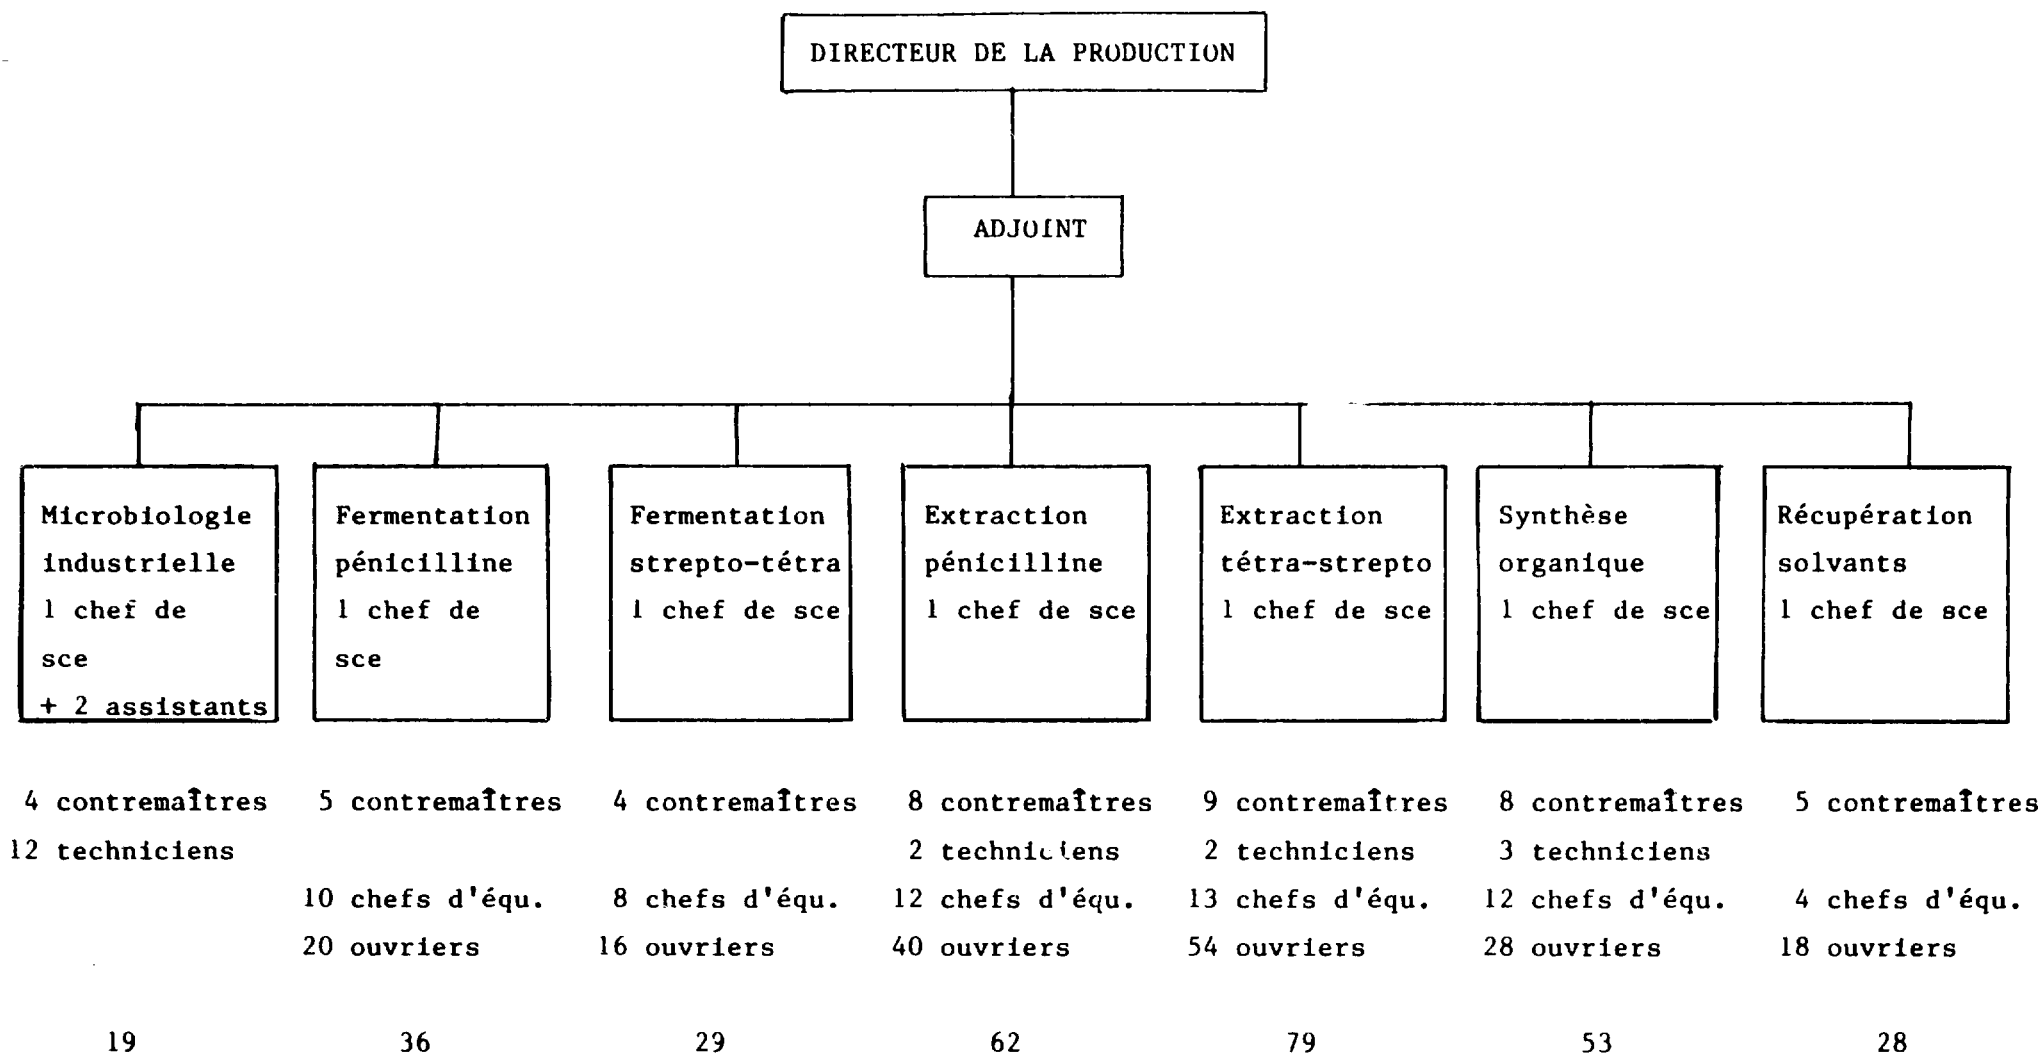 DIRECTEUR DE LA PRODUCTION
ADJOINT
Microbiologie
industrielle
1 chef de
sce
+ 2 assistants
Fermentation
pénicilline
1 chef de
sce
Fermentation
strepto-tétra
1 chef de sce
Extraction
pénicilline
1 chef de sce
Extraction
tétra-strepto
1 chef de sce
Synthèse
organique
1 chef de sce
Récupération
solvants
1 chef de sce
4 contremaîtres
12 techniciens
19
5 contremaîtres
10 chefs d'équ.
20 ouvriers
36
4 contremaîtres
8 chefs d'équ.
16 ouvriers
29
8 contremaîtres
2 techniciens
12 chefs d'équ.
40 ouvriers
62
9 contremaîtres
2 techniciens
13 chefs d'équ.
54 ouvriers
79
8 contremaîtres
3 techniciens
12 chefs d'équ.
28 ouvriers
53
5 contremaîtres
4 chefs d'équ.
18 ouvriers
28